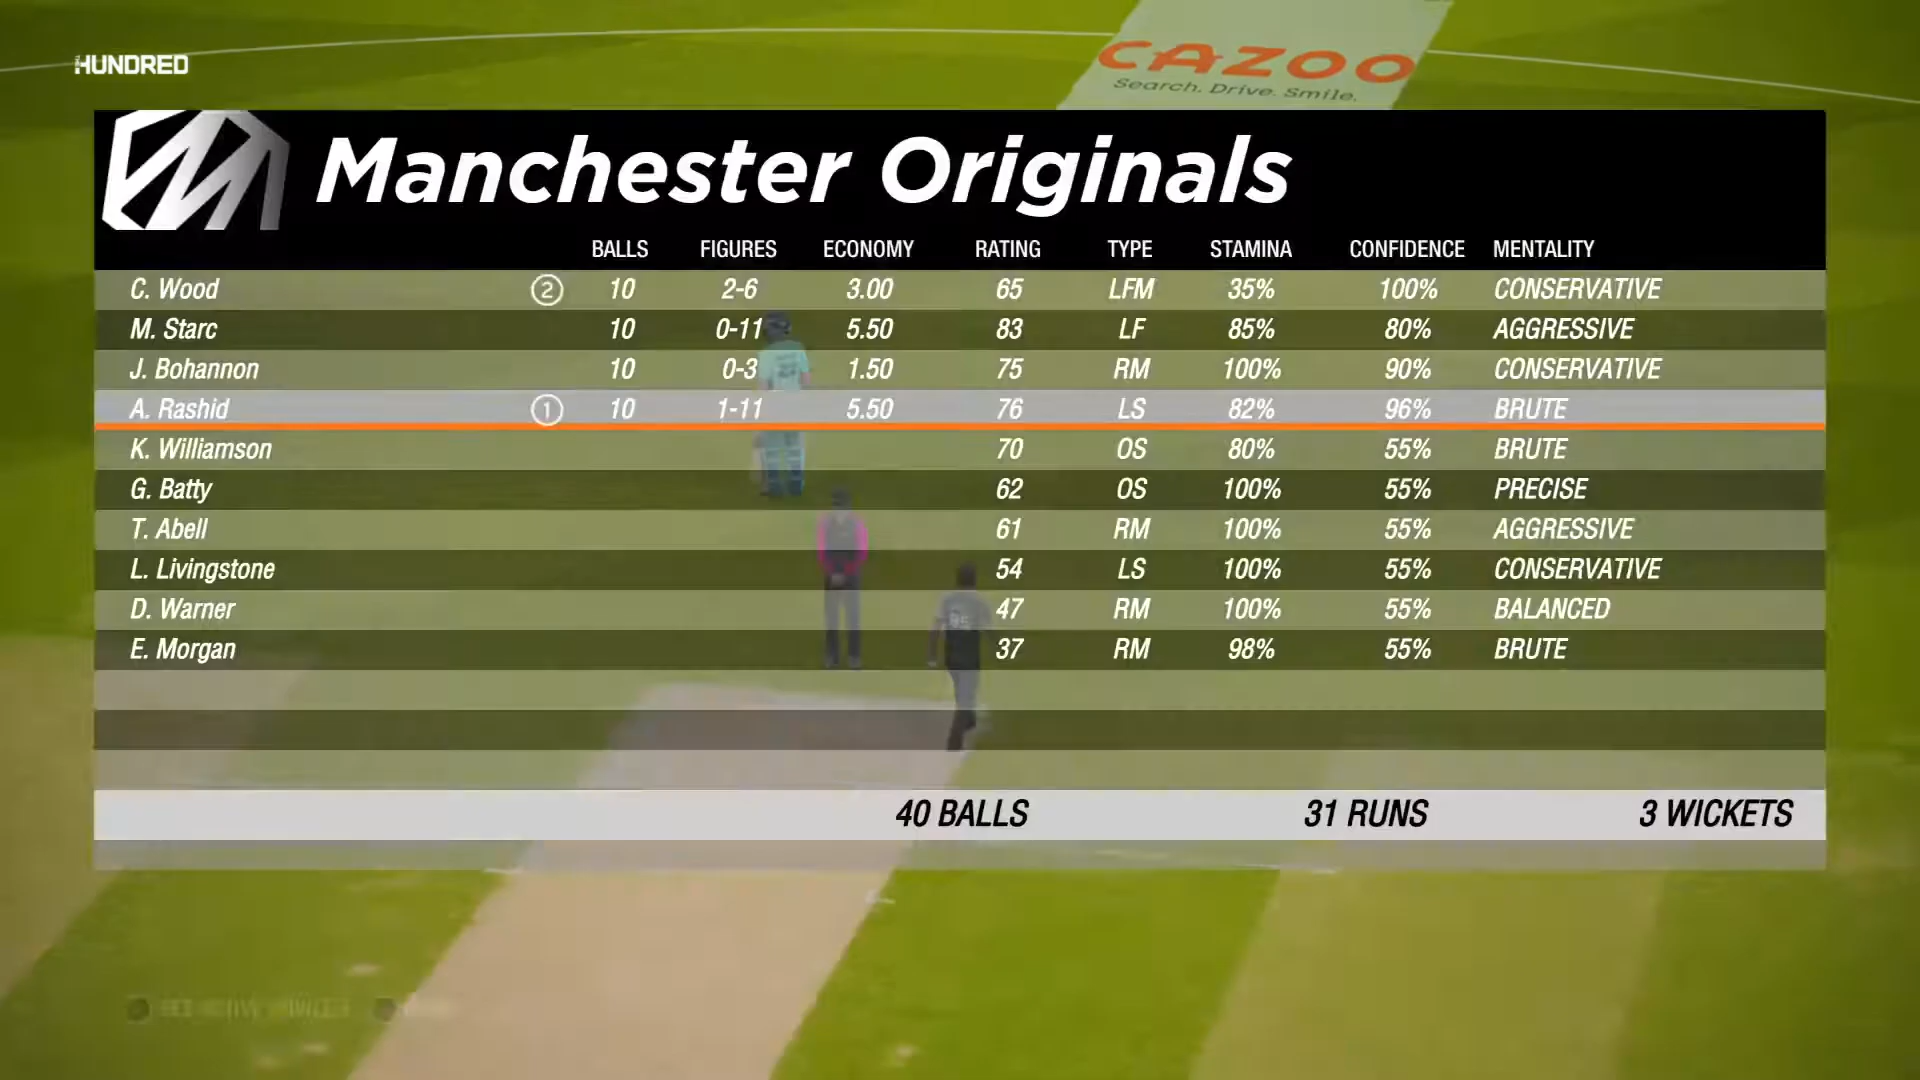 THE HUNDRED
CAZOO
Search. Drive. Smile.
Manchester Originals
BALLS FIGURES ECONOMY RATING TYPE STAMINA CONFIDENCE MENTALITY
C. Wood 2 10 2-6 3.00 65 LFM 35% 100% CONSERVATIVE
M. Starc 10 0-11 5.50 83 LF 85% 80% AGGRESSIVE
J. Bohannon 10 0-3 1.50 75 RM 100% 90% CONSERVATIVE
A. Rashid 1 10 1-11 5.50 76 LS 82% 96% BRUTE
K. Williamson 70 OS 80% 55% BRUTE
G. Batty 62 OS 100% 55% PRECISE
T. Abell 61 RM 100% 55% AGGRESSIVE
L. Livingstone 54 LS 100% 55% CONSERVATIVE
D. Warner 47 RM 100% 55% BALANCED
E. Morgan 37 RM 98% 55% BRUTE
40 BALLS 31 RUNS 3 WICKETS